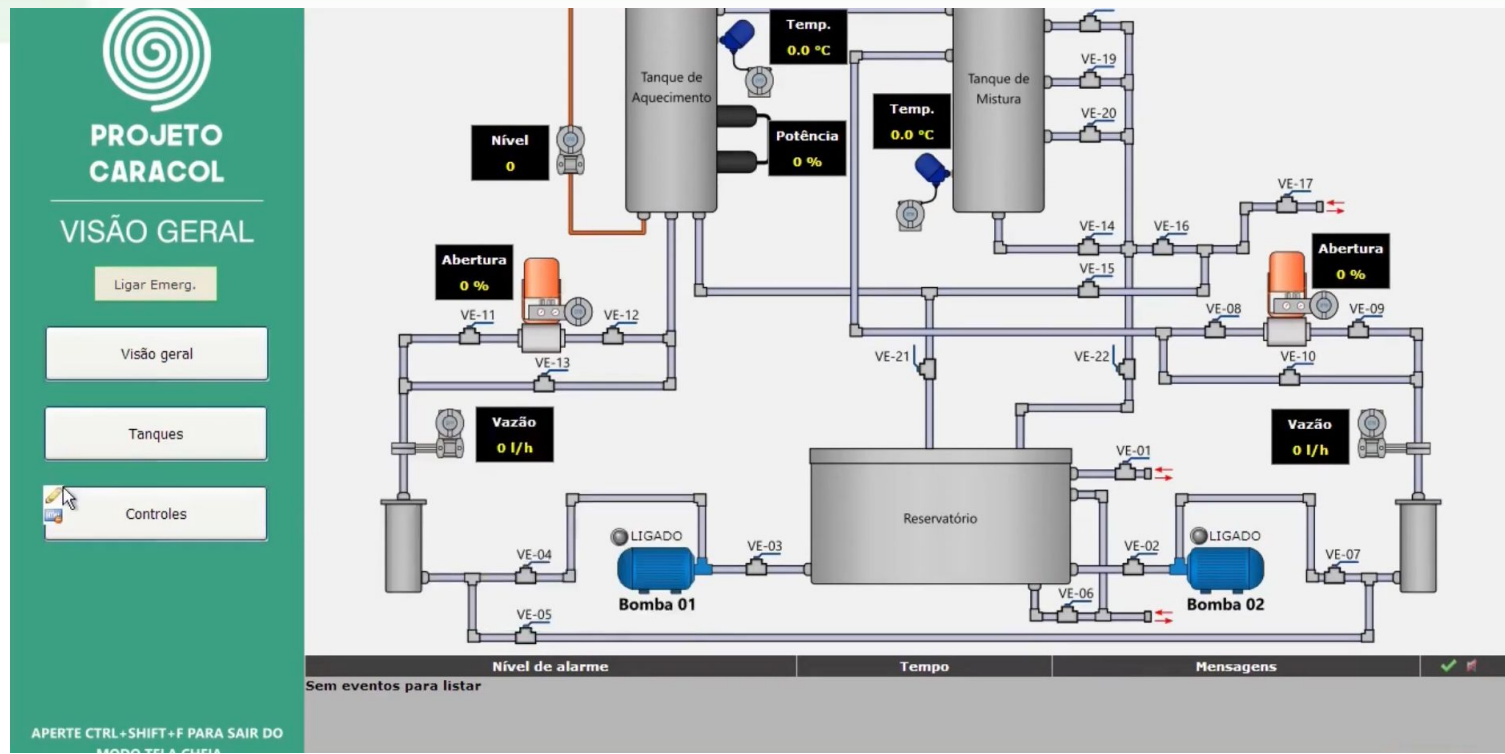 PROJETO
CARACOL
VISÃO GERAL
Ligar Emerg.
Visão geral
Tanques
Controles
APERTE CTRL+SHIFT+F PARA SAIR DO
MODO TELA CHEIA
Temp.
0.0 °C
Tanque de
Aquecimento
Nível
0
Potência
0 %
Tanque de
Mistura
Temp.
0.0 °C
VE-19
VE-20
VE-17
VE-14
VE-16
VE-15
Abertura
0 %
Abertura
0 %
VE-11
VE-12
VE-13
VE-08
VE-09
VE-10
VE-21
VE-22
Vazão
0 l/h
Vazão
0 l/h
VE-01
Reservatório
LIGADO
LIGADO
VE-04
VE-03
VE-02
VE-07
Bomba 01
VE-06
Bomba 02
VE-05
Nível de alarme
Tempo
Mensagens
Sem eventos para listar